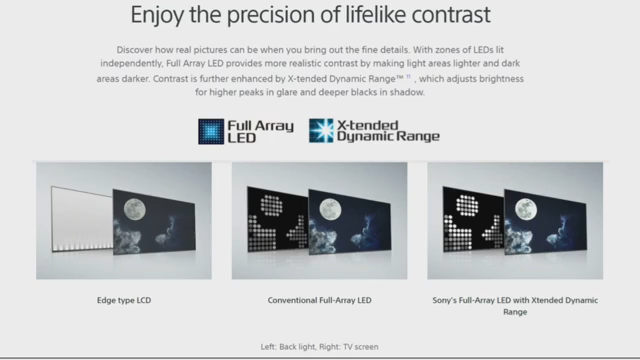 Enjoy the precision of lifelike contrast
Discover how real pictures can be when you bring out the fine details. With zones of LEDs lit
independently, Full Array LED provides more realistic contrast by making light areas lighter and dark
areas darker. Contrast is further enhanced by X-tended Dynamic Range™ 11 , which adjusts brightness
for higher peaks in glare and deeper blacks in shadow.
Full Array
LED
X-tended
Dynamic Range
Edge type LCD
Conventional Full-Array LED
Sony's Full-Array LED with Xtended Dynamic
Range
Left: Back light, Right: TV screen